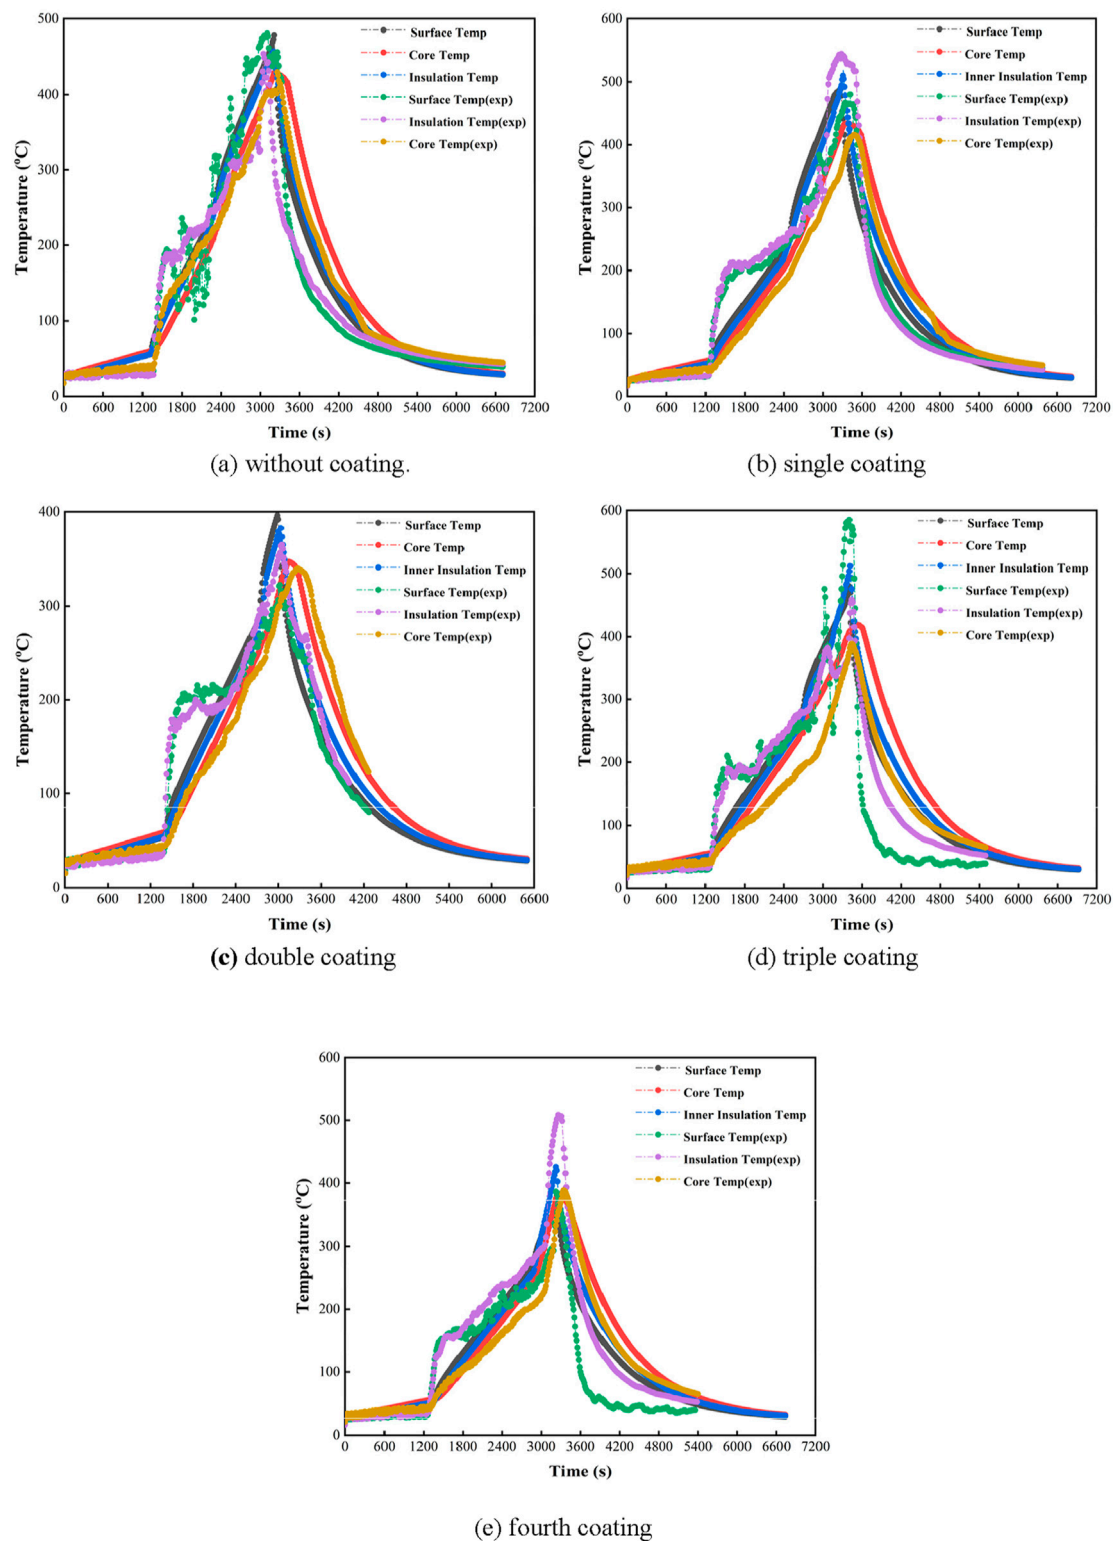 500
400
300
200
100
0
Temperature (ºC)
Surface Temp
Core Temp
Insulation Temp
Surface Temp(exp)
Insulation Temp(exp)
Core Temp(exp)
0 600 1200 1800 2400 3000 3600 4200 4800 5400 6000 6600 7200
Time (s)
(a) without coating.
600
500
400
300
200
100
0
Temperature (ºC)
Surface Temp
Core Temp
Inner Insulation Temp
Surface Temp(exp)
Insulation Temp(exp)
Core Temp(exp)
0 600 1200 1800 2400 3000 3600 4200 4800 5400 6000 6600 7200
Time (s)
(b) single coating
400
300
200
100
0
Temperature (ºC)
Surface Temp
Core Temp
Inner Insulation Temp
Surface Temp(exp)
Insulation Temp(exp)
Core Temp(exp)
0 600 1200 1800 2400 3000 3600 4200 4800 5400 6000 6600
Time (s)
(c) double coating
600
500
400
300
200
100
0
Temperature (ºC)
Surface Temp
Core Temp
Inner Insulation Temp
Surface Temp(exp)
Insulation Temp(exp)
Core Temp(exp)
0 600 1200 1800 2400 3000 3600 4200 4800 5400 6000 6600 7200
Time (s)
(d) triple coating
600
500
400
300
200
100
0
Temperature (ºC)
Surface Temp
Core Temp
Inner Insulation Temp
Surface Temp(exp)
Insulation Temp(exp)
Core Temp(exp)
0 600 1200 1800 2400 3000 3600 4200 4800 5400 6000 6600 7200
Time (s)
(e) fourth coating